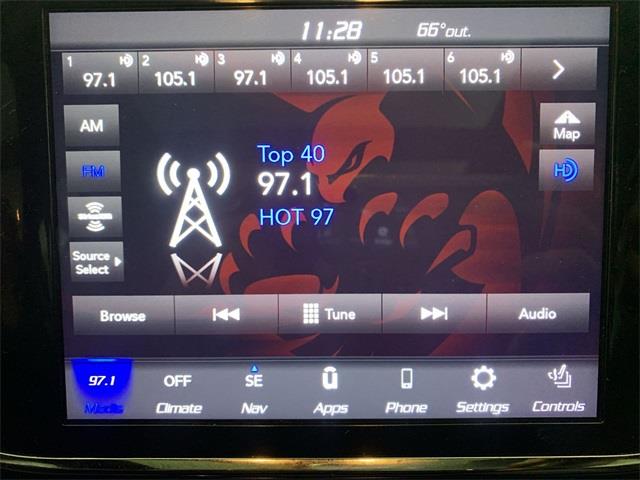 11:28 66°out.
1 2 3 4 5 6
97.1 105.1 97.1 105.1 105.1 105.1
AM
Map
FM
Top 40
97.1
HD
HOT 97
Source
Select
Browse Tune Audio
97.1 OFF SE
Media Climate Nav Apps Phone Settings Controls